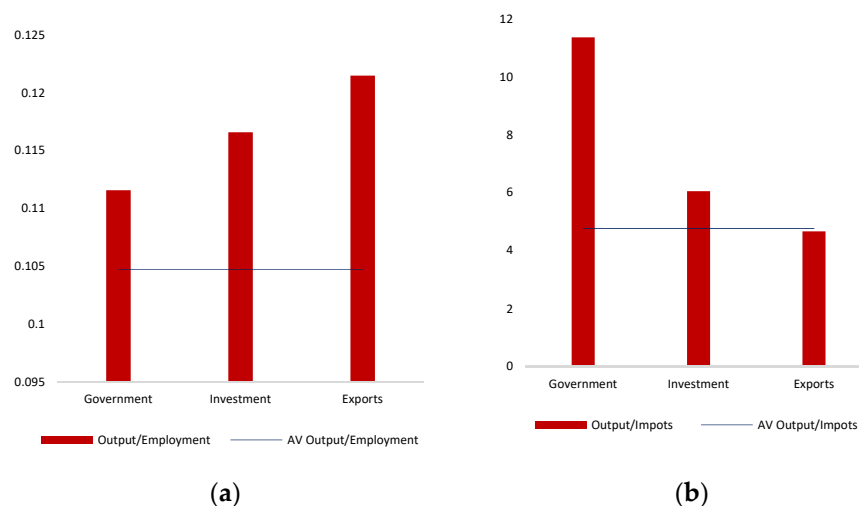 0.125
0.12
0.115
0.11
0.105
0.1
0.095
Government Investment Exports
Output/Employment AV Output/Employment
(a)
12
10
8
6
4
2
0
Government Investment Exports
Output/Impots AV Output/Impots
(b)